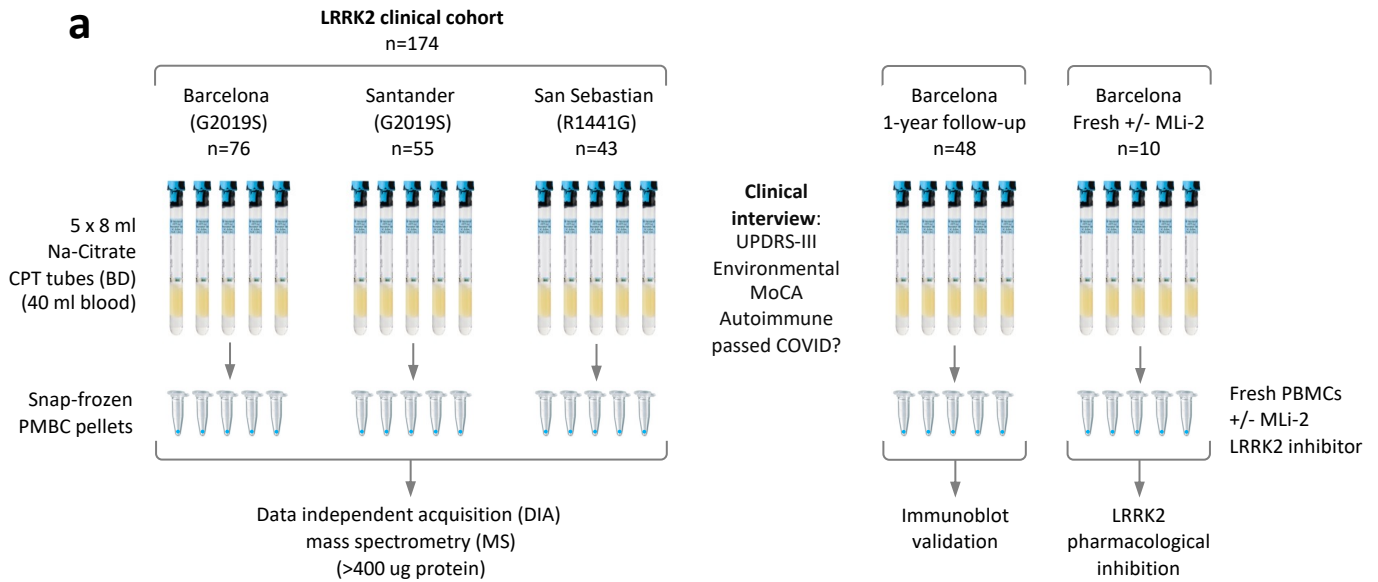 a
LRRK2 clinical cohort
n=174
Barcelona
(G2019S)
n=76
Santander
(G2019S)
n=55
San Sebastian
(R1441G)
n=43
Barcelona
1-year follow-up
n=48
Barcelona
Fresh +/- MLi-2
n=10
5 x 8 ml
Na-Citrate
CPT tubes (BD)
(40 ml blood)
Clinical
interview:
UPDRS-III
Environmental
MoCA
Autoimmune
passed COVID?
Snap-frozen
PMBC pellets
Fresh PBMCs
+/- MLi-2
LRRK2 inhibitor
Data independent acquisition (DIA)
mass spectrometry (MS)
(>400 ug protein)
Immunoblot
validation
LRRK2
pharmacological
inhibition